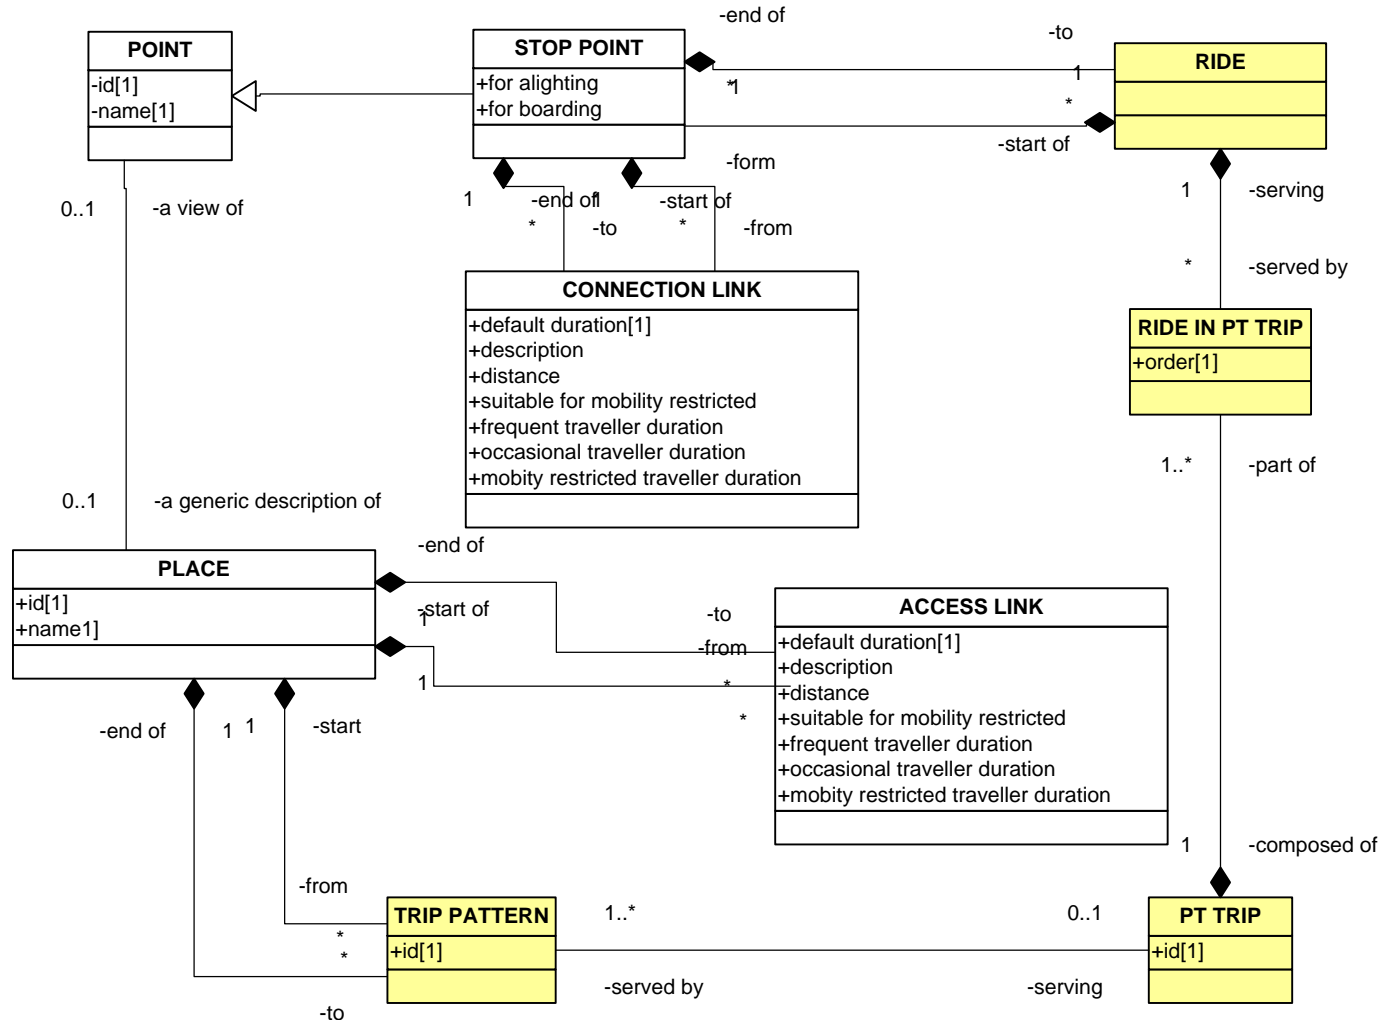 -end of
-to
POINT
STOP POINT
RIDE
-id[1]
-name[1]
+for alighting
+for boarding
1
*
1
*
-start of
-form
1
-end of
1
-start of
*
-to
*
-from
0..1
-a view of
1
-serving
*
-served by
CONNECTION LINK
+default duration[1]
+description
+distance
+suitable for mobility restricted
+frequent traveller duration
+occasional traveller duration
+mobity restricted traveller duration
RIDE IN PT TRIP
+order[1]
1..*
-part of
0..1
-a generic description of
-end of
PLACE
+id[1]
+name1]
-start of
1
-to
-from
1
*
*
ACCESS LINK
+default duration[1]
+description
+distance
+suitable for mobility restricted
+frequent traveller duration
+occasional traveller duration
+mobity restricted traveller duration
-end of
1
1
-start
1
-composed of
-from
*
*
-to
TRIP PATTERN
+id[1]
1..*
0..1
-served by
-serving
PT TRIP
+id[1]